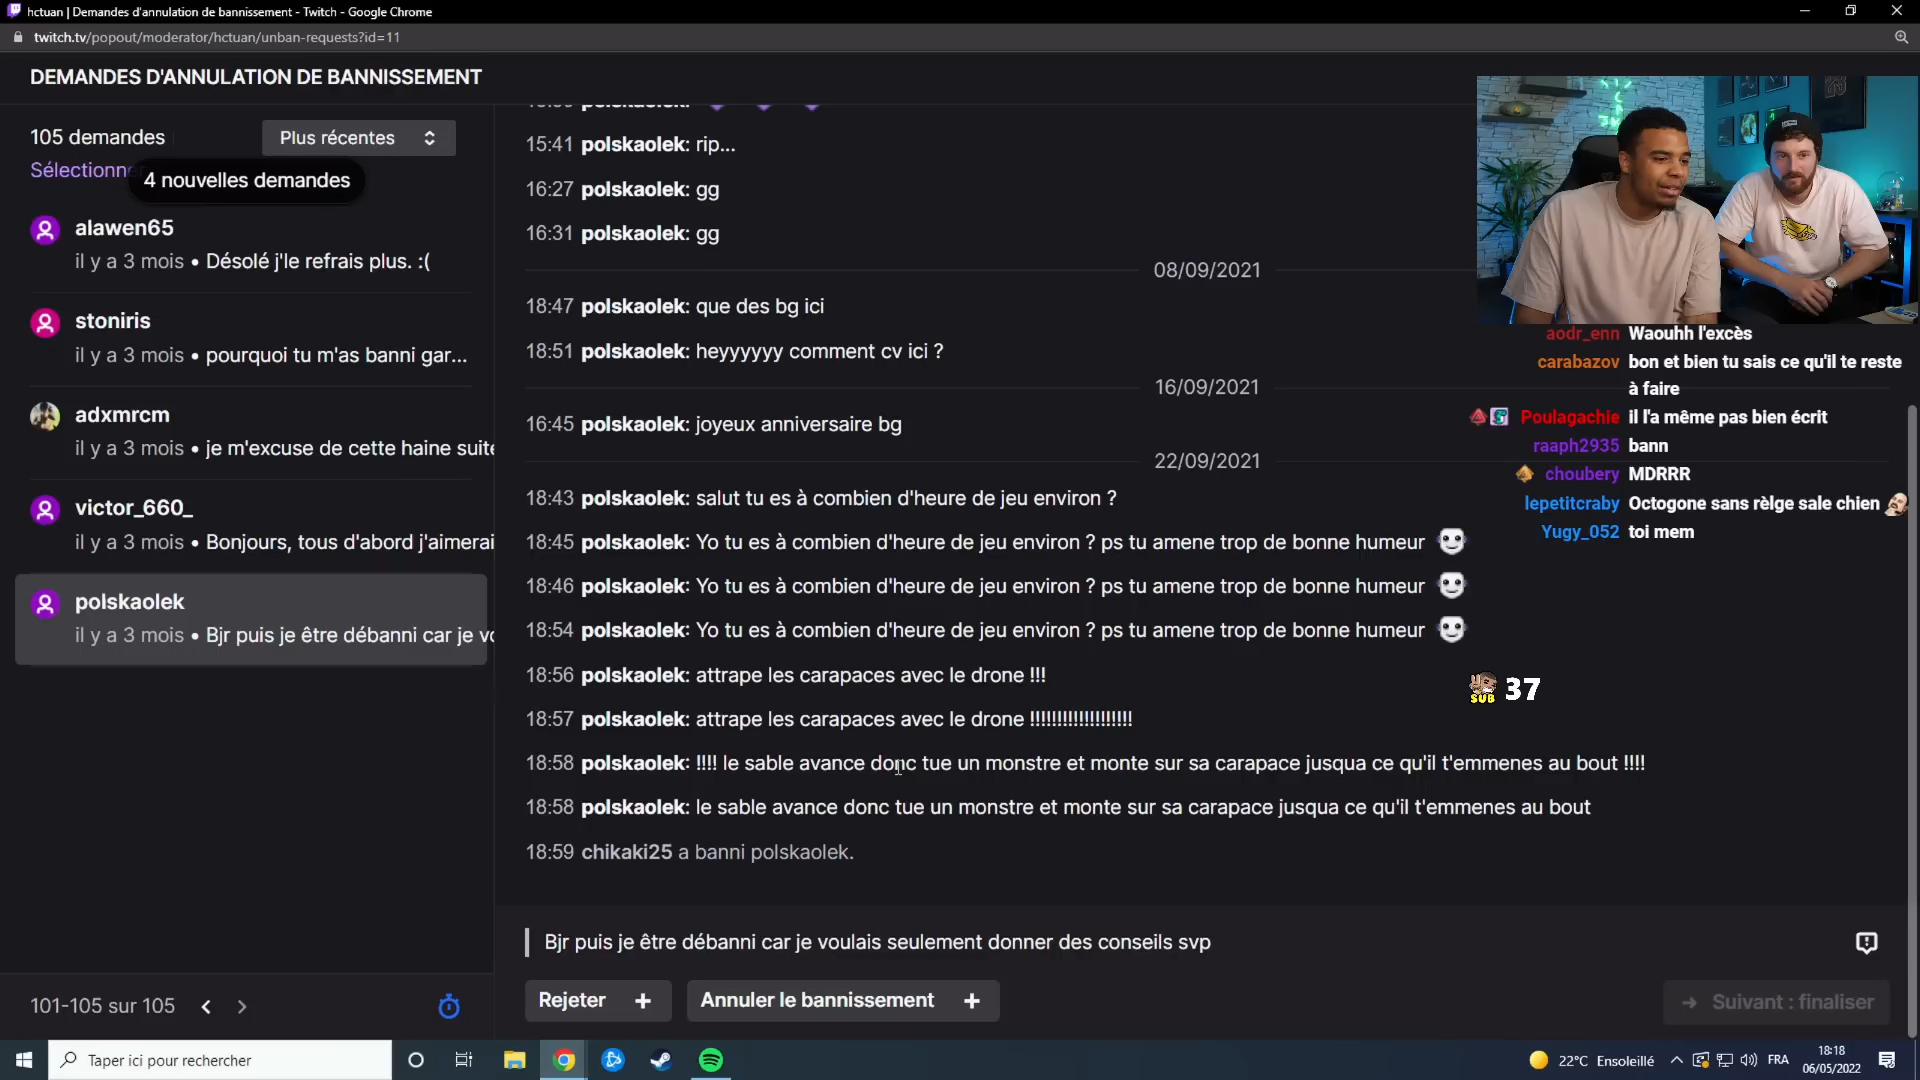 hctuan | Demandes d'annulation de bannissement - Twitch - Google Chrome
twitch.tv/popout/moderator/hctuan/unban-requests?id=11
DEMANDES D'ANNULATION DE BANNISSEMENT
105 demandes
Plus récentes
Sélectionne
4 nouvelles demandes
alawen65
il y a 3 mois • Désolé j'le refrais plus. :(
stoniris
il y a 3 mois • pourquoi tu m'as banni gar...
adxmrcm
il y a 3 mois • je m'excuse de cette haine suite
victor_660_
il y a 3 mois • Bonjours, tous d'abord j'aimerai
polskaolek
il y a 3 mois • Bjr puis je être débanni car je vo
101-105 sur 105
polskaolek:
15:41 polskaolek: rip...
16:27 polskaolek: gg
16:31 polskaolek: gg
08/09/2021
18:47 polskaolek: que des bg ici
18:51 polskaolek: heyyyyyy comment cv ici ?
16/09/2021
16:45 polskaolek: joyeux anniversaire bg
22/09/2021
18:43 polskaolek: salut tu es à combien d'heure de jeu environ ?
18:45 polskaolek: Yo tu es à combien d'heure de jeu environ ? ps tu amene trop de bonne humeur
18:46 polskaolek: Yo tu es à combien d'heure de jeu environ ? ps tu amene trop de bonne humeur
18:54 polskaolek: Yo tu es à combien d'heure de jeu environ ? ps tu amene trop de bonne humeur
18:56 polskaolek: attrape les carapaces avec le drone !!!
18:57 polskaolek: attrape les carapaces avec le drone !!!!!!!!!!!!!!!!!!!
18:58 polskaolek: !!!! le sable avance donc tue un monstre et monte sur sa carapace jusqua ce qu'il t'emmenes au bout !!!!
18:58 polskaolek: le sable avance donc tue un monstre et monte sur sa carapace jusqua ce qu'il t'emmenes au bout
18:59 chikaki25 a banni polskaolek.
Bjr puis je être débanni car je voulais seulement donner des conseils svp
Rejeter +
Annuler le bannissement +
→ Suivant : finaliser
aodr_enn Waouhh l'excès
carabazov bon et bien tu sais ce qu'il te reste
à faire
Poulagachie il l'a même pas bien écrit
raaph2935 bann
choubery MDRRR
lepetitcraby Octogone sans rèlge sale chien
Yugy_052 toi mem
SUB 37
Taper ici pour rechercher
22°C Ensoleillé
FRA
18:18
06/05/2022